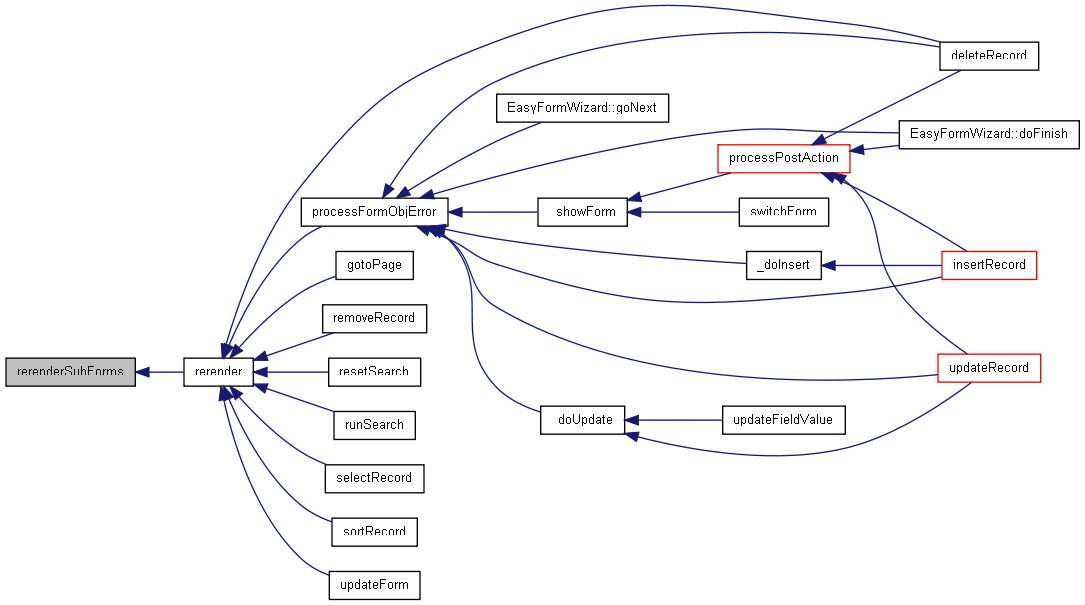 deleteRecord
EasyFormWizard::goNext
EasyFormWizard::doFinish
processPostAction
processFormObjError
showForm
switchForm
gotoPage
_doInsert
insertRecord
removeRecord
rerenderSubForms
rerender
resetSearch
updateRecord
runSearch
doUpdate
updateFieldValue
selectRecord
sortRecord
updateForm